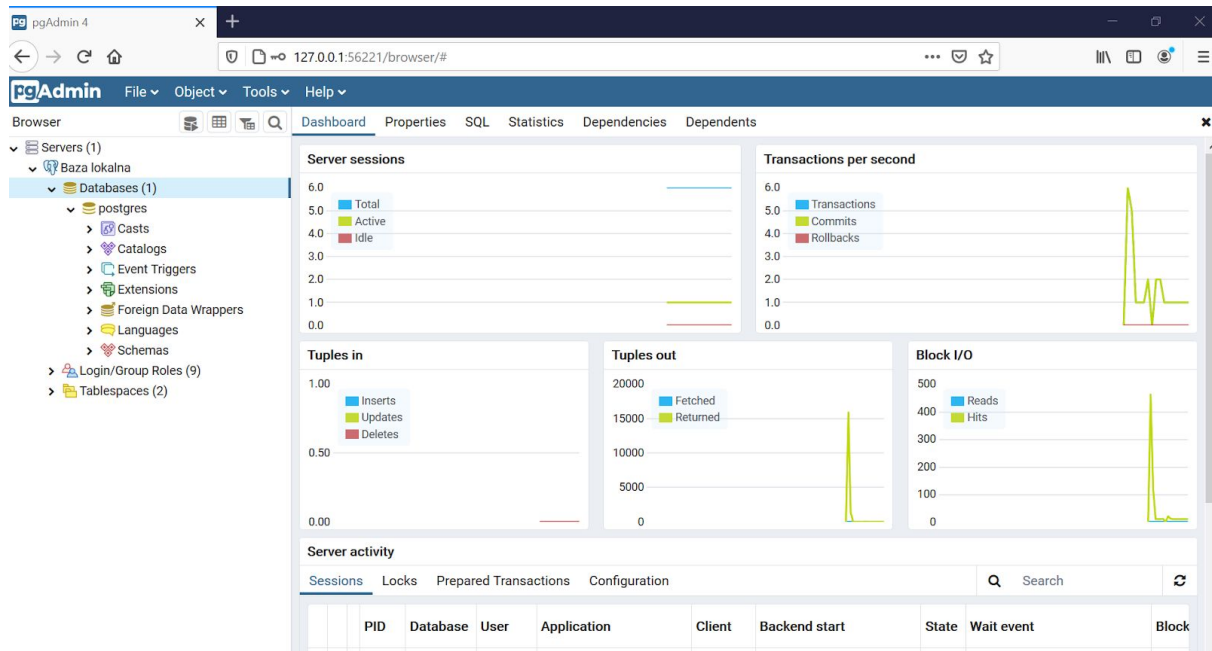 pgAdmin 4
127.0.0.1:56221/browser/#
pgAdmin File Object Tools Help
Browser
Dashboard Properties SQL Statistics Dependencies Dependents
Servers (1)
Baza lokalna
Databases (1)
postgres
Casts
Catalogs
Event Triggers
Extensions
Foreign Data Wrappers
Languages
Schemas
Login/Group Roles (9)
Tablespaces (2)
Server sessions
6.0
5.0
4.0
3.0
2.0
1.0
0.0
Total
Active
Idle
Transactions per second
6.0
5.0
4.0
3.0
2.0
1.0
0.0
Transactions
Commits
Rollbacks
Tuples in
1.00
0.50
0.00
Inserts
Updates
Deletes
Tuples out
20000
15000
10000
5000
0
Fetched
Returned
Block I/O
500
400
300
200
100
0
Reads
Hits
Server activity
Sessions Locks Prepared Transactions Configuration
Search
PID Database User Application Client Backend start State Wait event Block